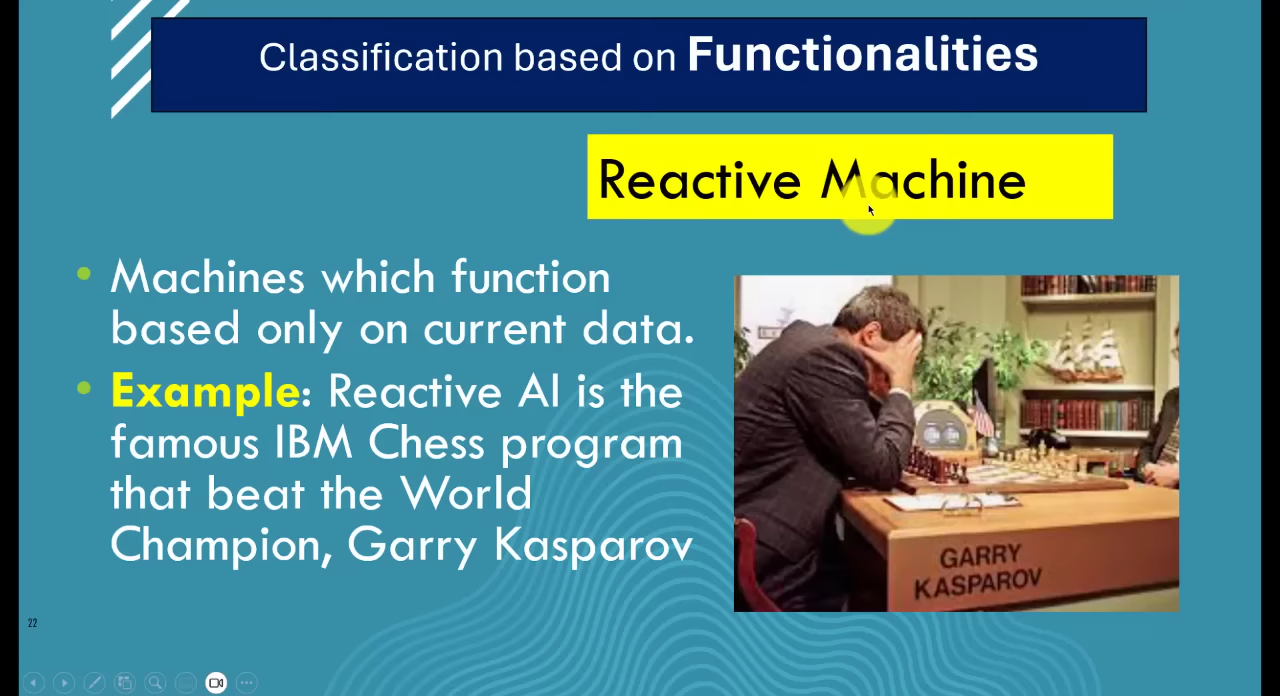 Classification based on Functionalities
Reactive Machine
• Machines which function
based only on current data.
• Example: Reactive AI is the
famous IBM Chess program
that beat the World
Champion, Garry Kasparov
GARRY
KASPAROV
22